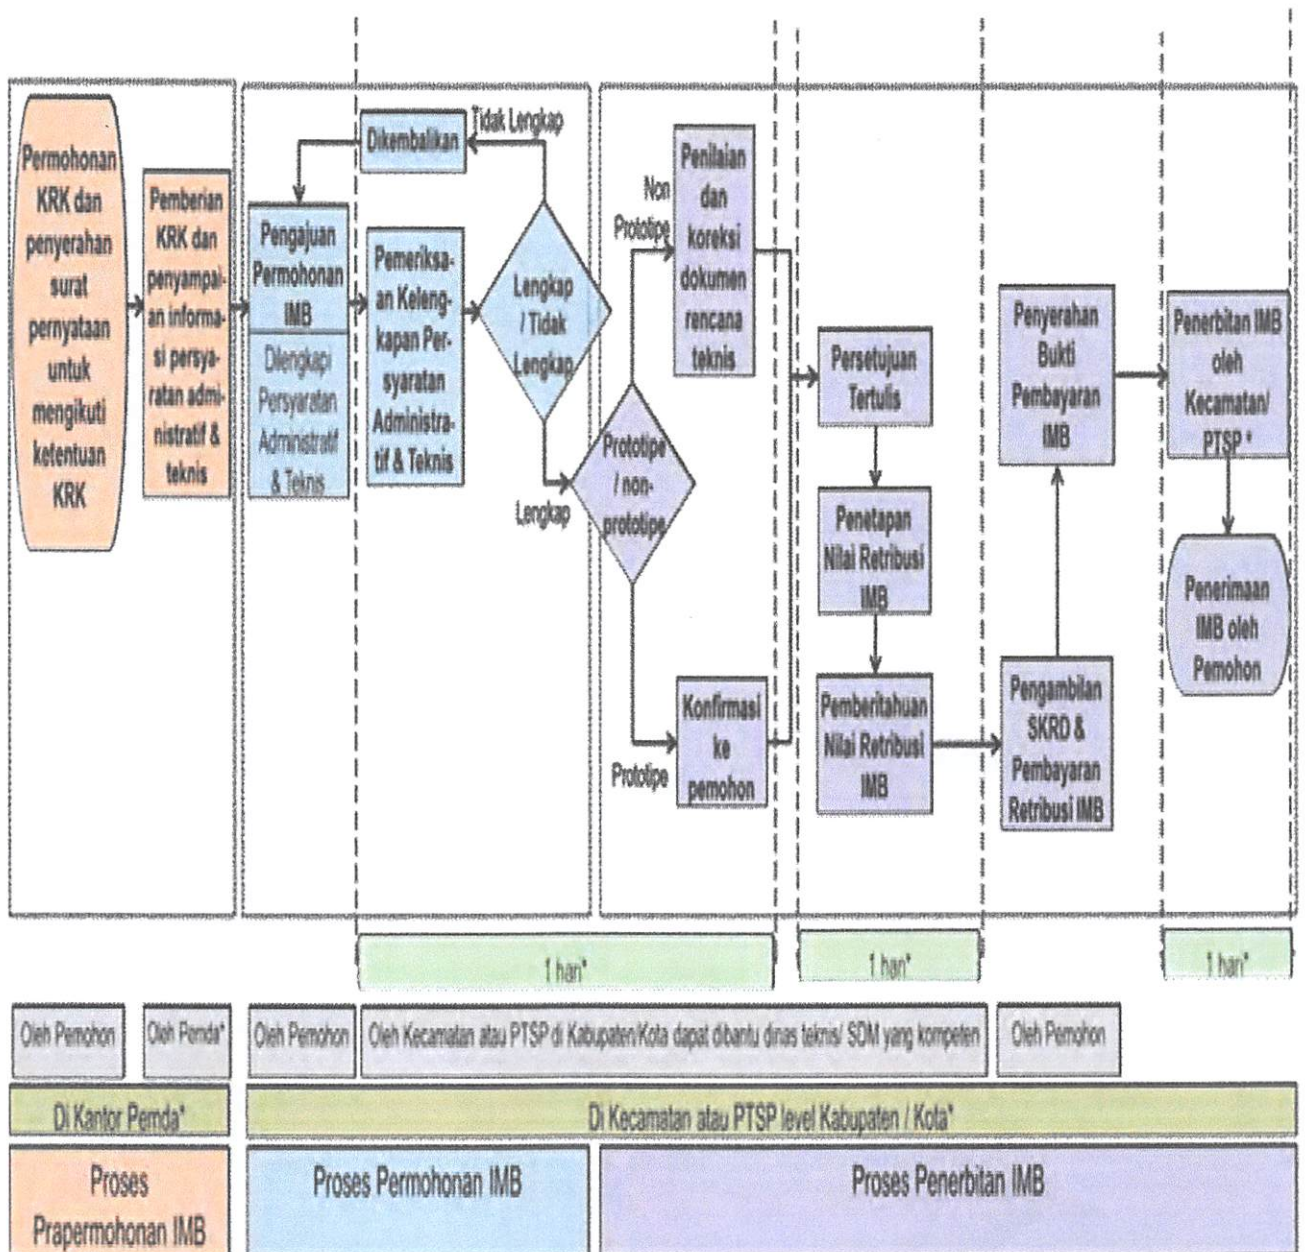 Permohonan
KRK dan
penyerahan
surat
pernyataan
untuk
mengikuti
ketentuan
KRK
Pemberian
KRK dan
penyampai-
an informa-
si persya-
ratan admi-
nistratif &
teknis
Pengajuan
Permohonan
IMB
Dilengkapi
Persyaratan
Administratif
& Teknis
Dikembalikan
Tidak Lengkap
Pemeriksa-
an Keleng-
kapan Per-
syaratan
Administra-
tif & Teknis
Lengkap
/ Tidak
Lengkap
Lengkap
Prototipe
/ non-
prototipe
Non
Prototipe
Penilaian
dan
koreksi
dokumen
rencana
teknis
Prototipe
Konfirmasi
ke
pemohon
Persetujuan
Tertulis
Penetapan
Nilai Retribusi
IMB
Pemberitahuan
Nilai Retribusi
IMB
Pengambilan
SKRD &
Pembayaran
Retribusi IMB
Penyerahan
Bukti
Pembayaran
IMB
Penerbitan IMB
oleh
Kecamatan/
PTSP *
Penerimaan
IMB oleh
Pemohon
1 hari*
1 hari*
1 hari*
Oleh Pemohon
Oleh Pemda*
Oleh Pemohon
Oleh Kecamatan atau PTSP di Kabupaten/Kota dapat dibantu dinas teknis/ SDM yang kompeten
Oleh Pemohon
Di Kantor Pemda*
Di Kecamatan atau PTSP level Kabupaten / Kota*
Proses
Prapermohonan IMB
Proses Permohonan IMB
Proses Penerbitan IMB